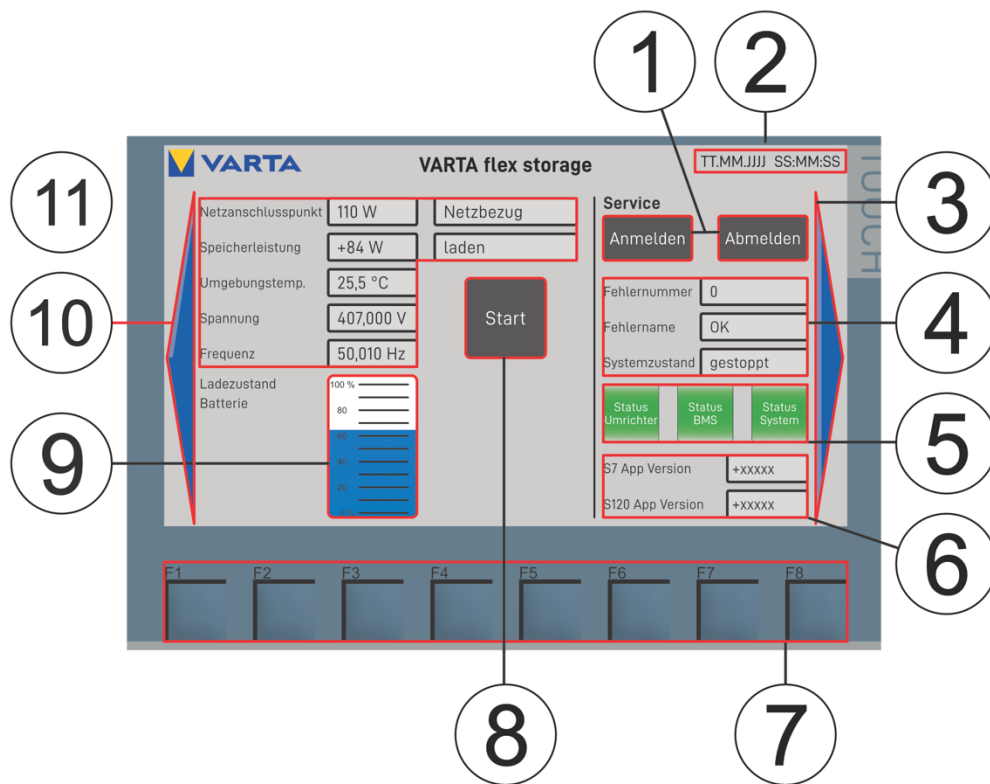 1
2
VARTA
VARTA flex storage
TT.MM.JJJJ SS:MM:SS
TOUCH
11
3
Netzanschlusspunkt 110 W Netzbezug
Speicherleistung +84 W laden
Umgebungstemp. 25,5 °C
Spannung 407,000 V
Frequenz 50,010 Hz
10
Ladezustand
Batterie
100 %
80
60
40
20
0 %
9
Start
Service
Anmelden
Abmelden
Fehlernummer 0
Fehlername OK
Systemzustand gestoppt
4
Status
Umrichter
Status
BMS
Status
System
5
S7 App Version +xxxxx
S120 App Version +xxxxx
6
F1 F2 F3 F4 F5 F6 F7 F8
8
7